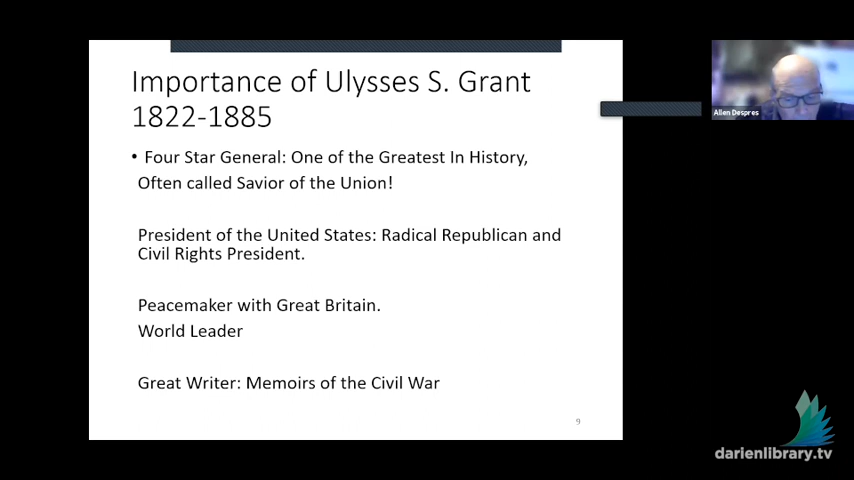 Importance of Ulysses S. Grant
1822-1885
• Four Star General: One of the Greatest In History,
Often called Savior of the Union!
President of the United States: Radical Republican and
Civil Rights President.
Peacemaker with Great Britain.
World Leader
Great Writer: Memoirs of the Civil War
9
Allen Despres
darienlibrary.tv